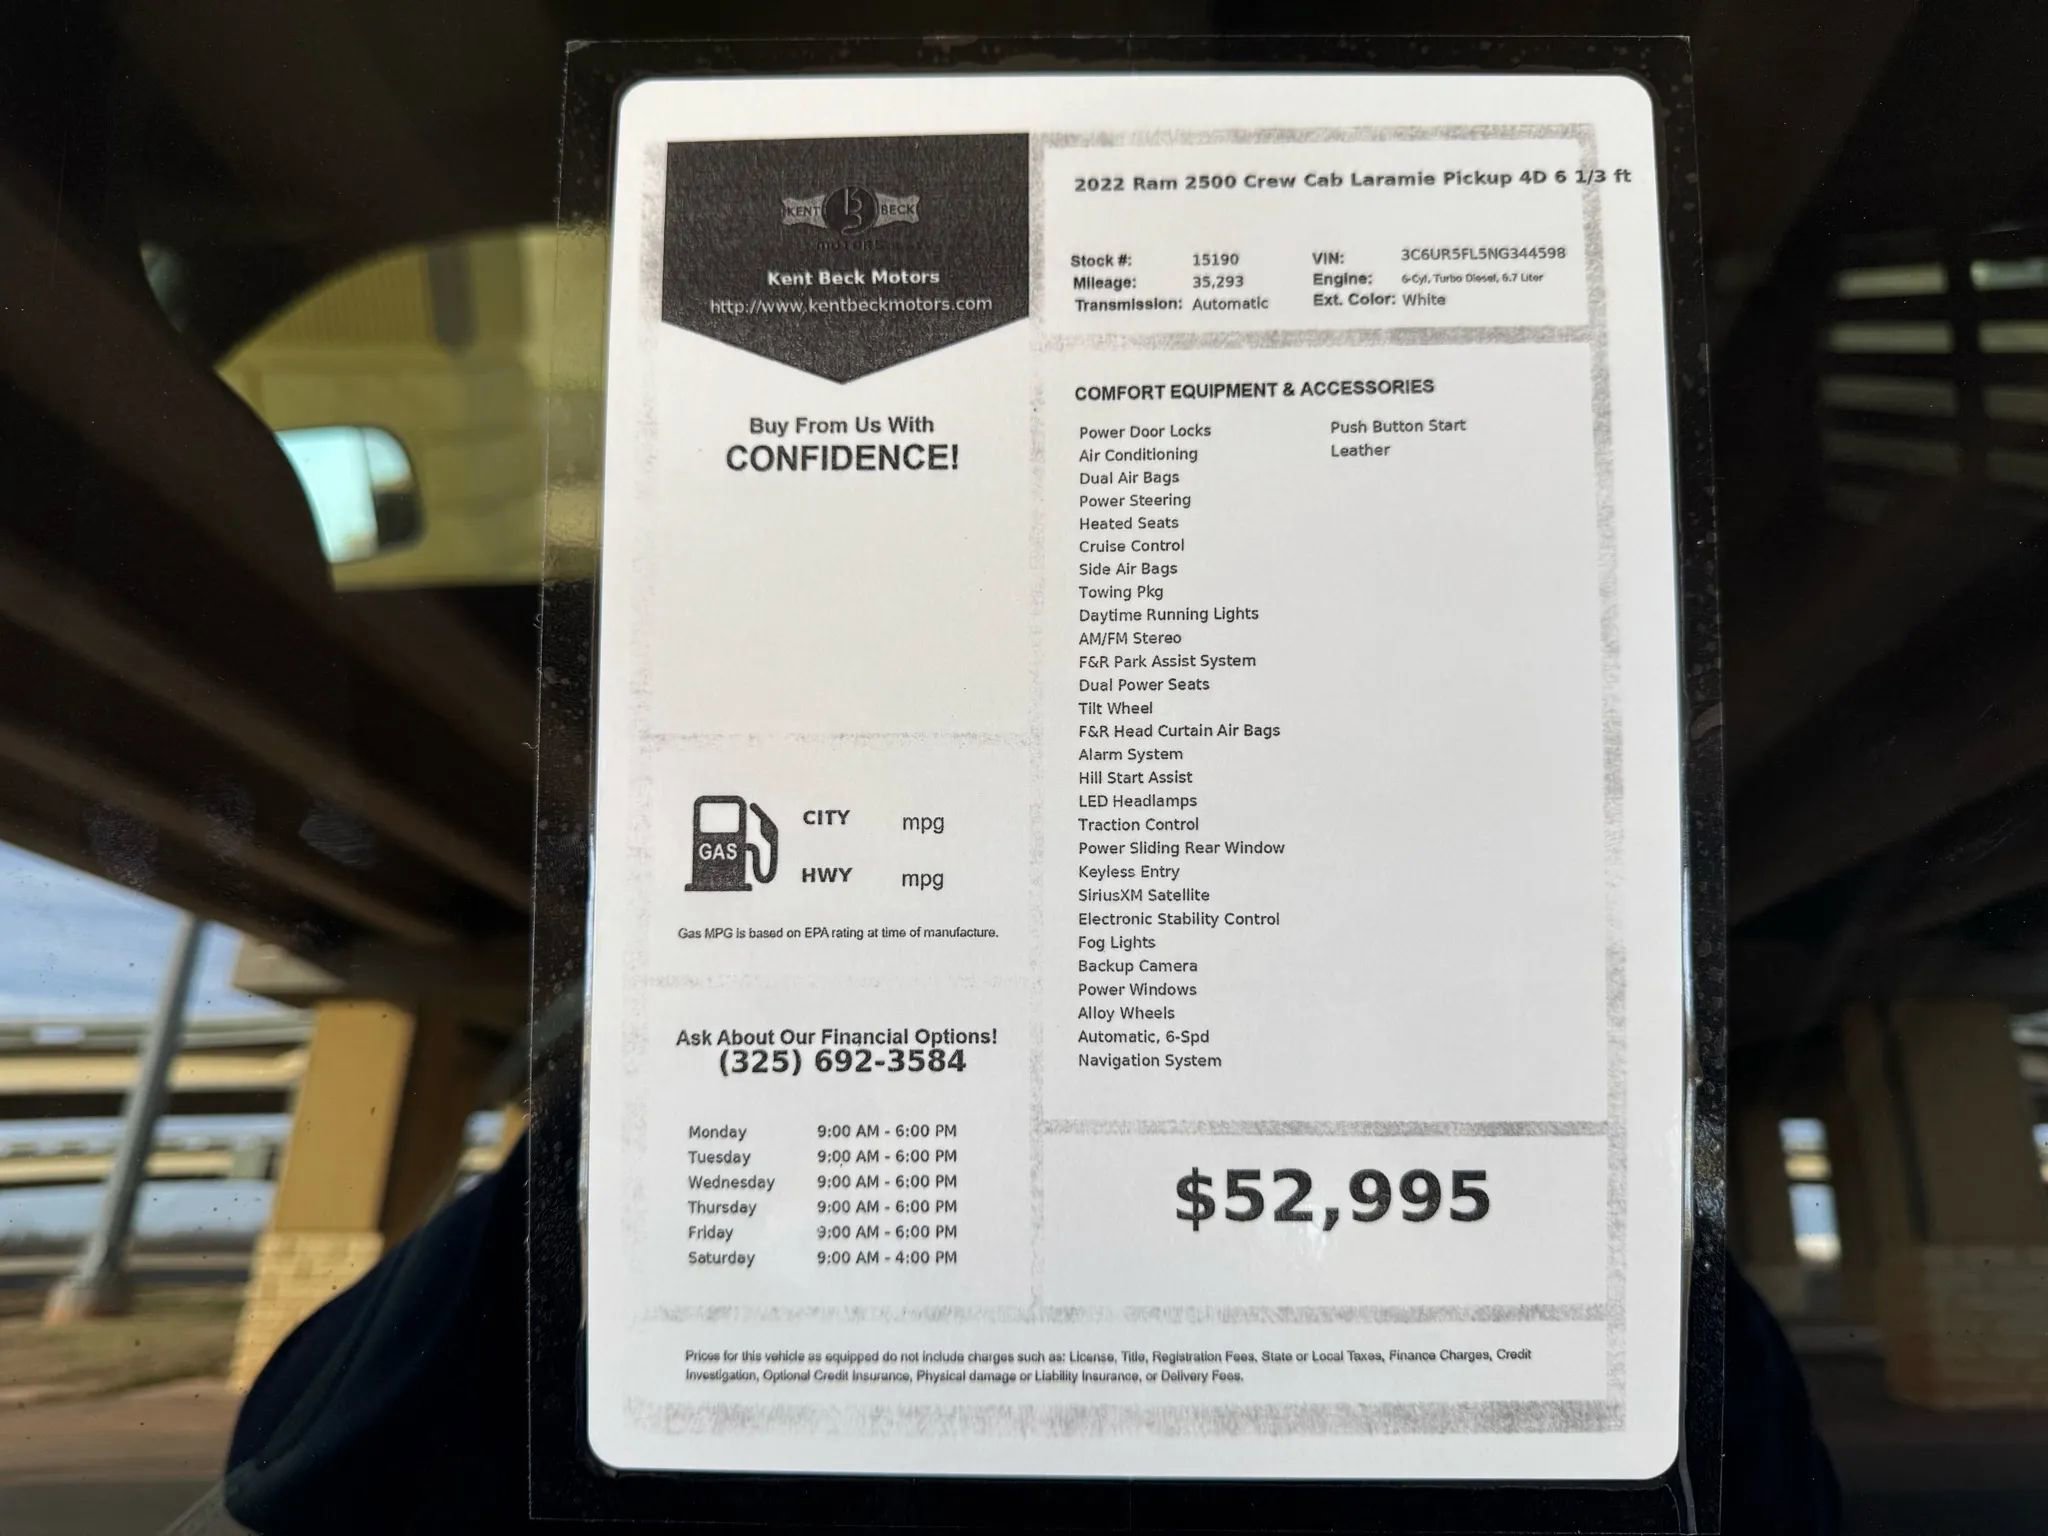 KENT B BECK
MOTORS
Kent Beck Motors
http://www.kentbeckmotors.com
Buy From Us With
CONFIDENCE!
GAS
CITY mpg
HWY mpg
Gas MPG is based on EPA rating at time of manufacture.
Ask About Our Financial Options!
(325) 692-3584
Monday 9:00 AM - 6:00 PM
Tuesday 9:00 AM - 6:00 PM
Wednesday 9:00 AM - 6:00 PM
Thursday 9:00 AM - 6:00 PM
Friday 9:00 AM - 6:00 PM
Saturday 9:00 AM - 4:00 PM
2022 Ram 2500 Crew Cab Laramie Pickup 4D 6 1/3 ft
Stock #: 15190 VIN: 3C6UR5FL5NG344598
Mileage: 35,293 Engine: 6-Cyl, Turbo Diesel, 6.7 Liter
Transmission: Automatic Ext. Color: White
COMFORT EQUIPMENT & ACCESSORIES
Power Door Locks
Air Conditioning
Dual Air Bags
Power Steering
Heated Seats
Cruise Control
Side Air Bags
Towing Pkg
Daytime Running Lights
AM/FM Stereo
F&R Park Assist System
Dual Power Seats
Tilt Wheel
F&R Head Curtain Air Bags
Alarm System
Hill Start Assist
LED Headlamps
Traction Control
Power Sliding Rear Window
Keyless Entry
SiriusXM Satellite
Electronic Stability Control
Fog Lights
Backup Camera
Power Windows
Alloy Wheels
Automatic, 6-Spd
Navigation System
Push Button Start
Leather
$52,995
Prices for this vehicle as equipped do not include charges such as: License, Title, Registration Fees, State or Local Taxes, Finance Charges, Credit
Investigation, Optional Credit Insurance, Physical damage or Liability Insurance, or Delivery Fees.